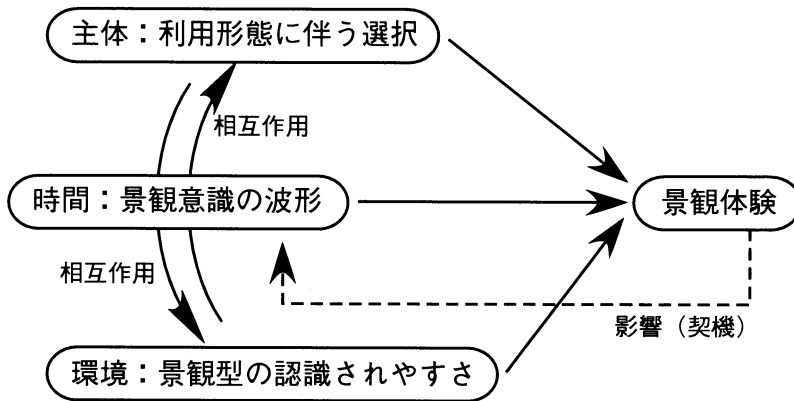 主体：利用形態に伴う選択
相互作用
時間：景観意識の波形
景観体験
相互作用
影響（契機）
環境：景観型の認識されやすさ